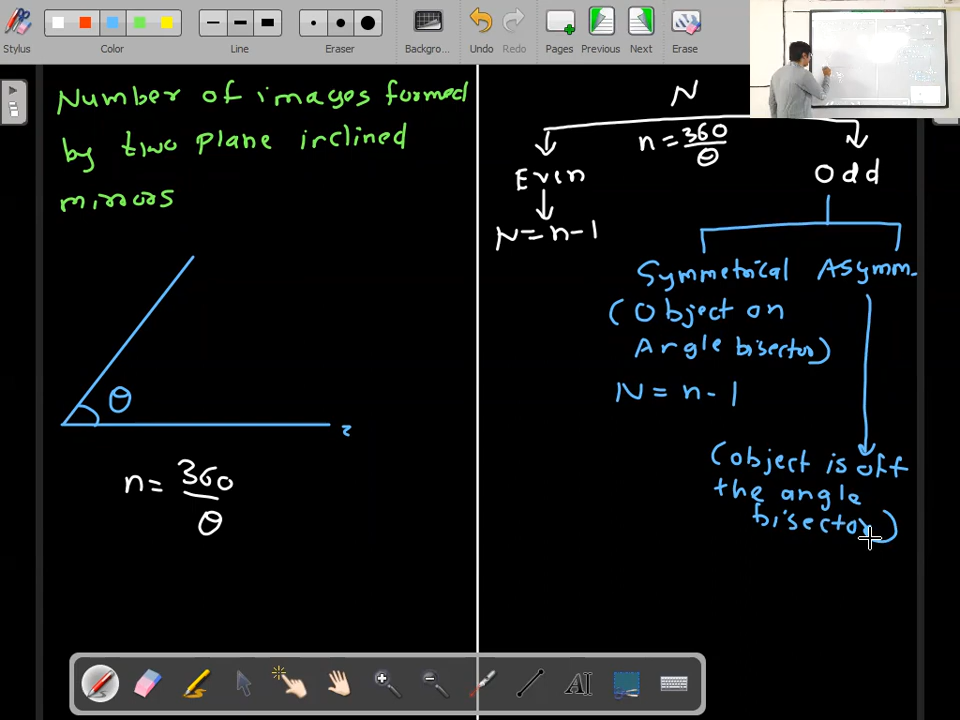 Stylus
Color
Line
Eraser
Backgro...
Undo
Redo
Pages
Previous
Next
Erase
Number of images formed
by two plane inclined
mirrors
θ
n = 360
θ
N
n = 360
θ
Even
N = n - 1
Odd
Symmetrical
(Object on
Angle bisector)
N = n - 1
Asymm.
(object is off
the angle
bisector)